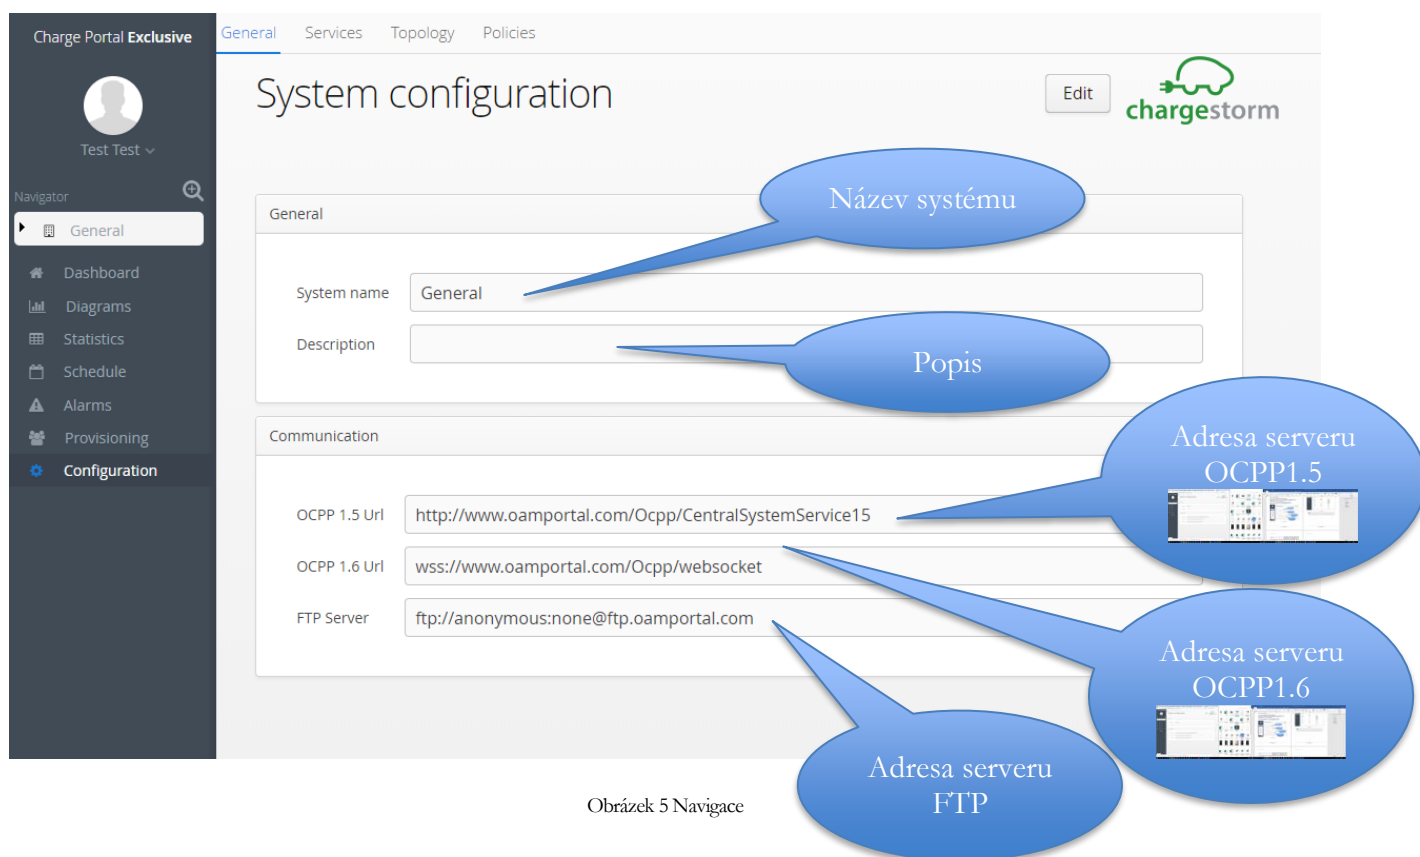 Charge Portal Exclusive
General Services Topology Policies
System configuration
Edit
chargestorm
Test Test
Navigator
General
Dashboard
Diagrams
Statistics
Schedule
Alarms
Provisioning
Configuration
General
Název systému
System name General
Description
Popis
Communication
Adresa serveru
OCPP1.5
OCPP 1.5 Url http://www.oamportal.com/Ocpp/CentralSystemService15
OCPP 1.6 Url wss://www.oamportal.com/Ocpp/websocket
FTP Server ftp://anonymous:none@ftp.oamportal.com
Adresa serveru
OCPP1.6
Adresa serveru
FTP
Obrázek 5 Navigace